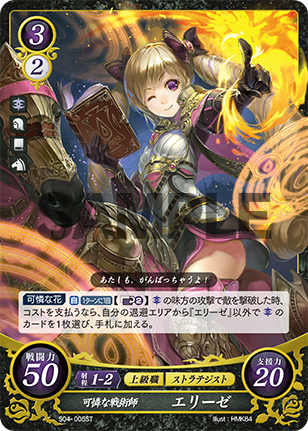 3
2
SAMPLE
あたしも、がんばっちゃうよ!
可憐な花 自 1ターンに1回 の味方の攻撃で敵を撃破した時、
コストを支払うなら、自分の退避エリアから『エリーゼ』以外で
のカードを1枚選び、手札に加える。
戦闘力
50
射程
1-2
上級職
ストラテジスト
支援力
20
可憐な戦術師 エリーゼ
S04-005ST
illust : HMK84